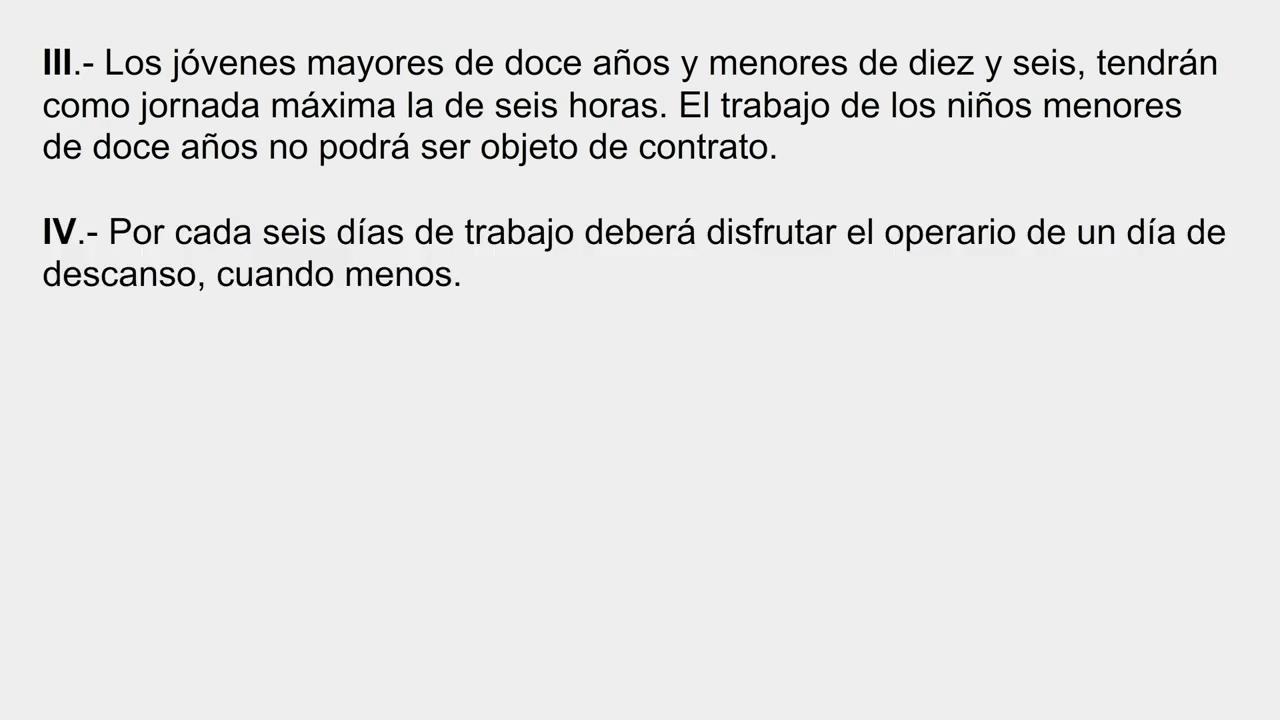 III.- Los jóvenes mayores de doce años y menores de diez y seis, tendrán
como jornada máxima la de seis horas. El trabajo de los niños menores
de doce años no podrá ser objeto de contrato.
IV.- Por cada seis días de trabajo deberá disfrutar el operario de un día de
descanso, cuando menos.